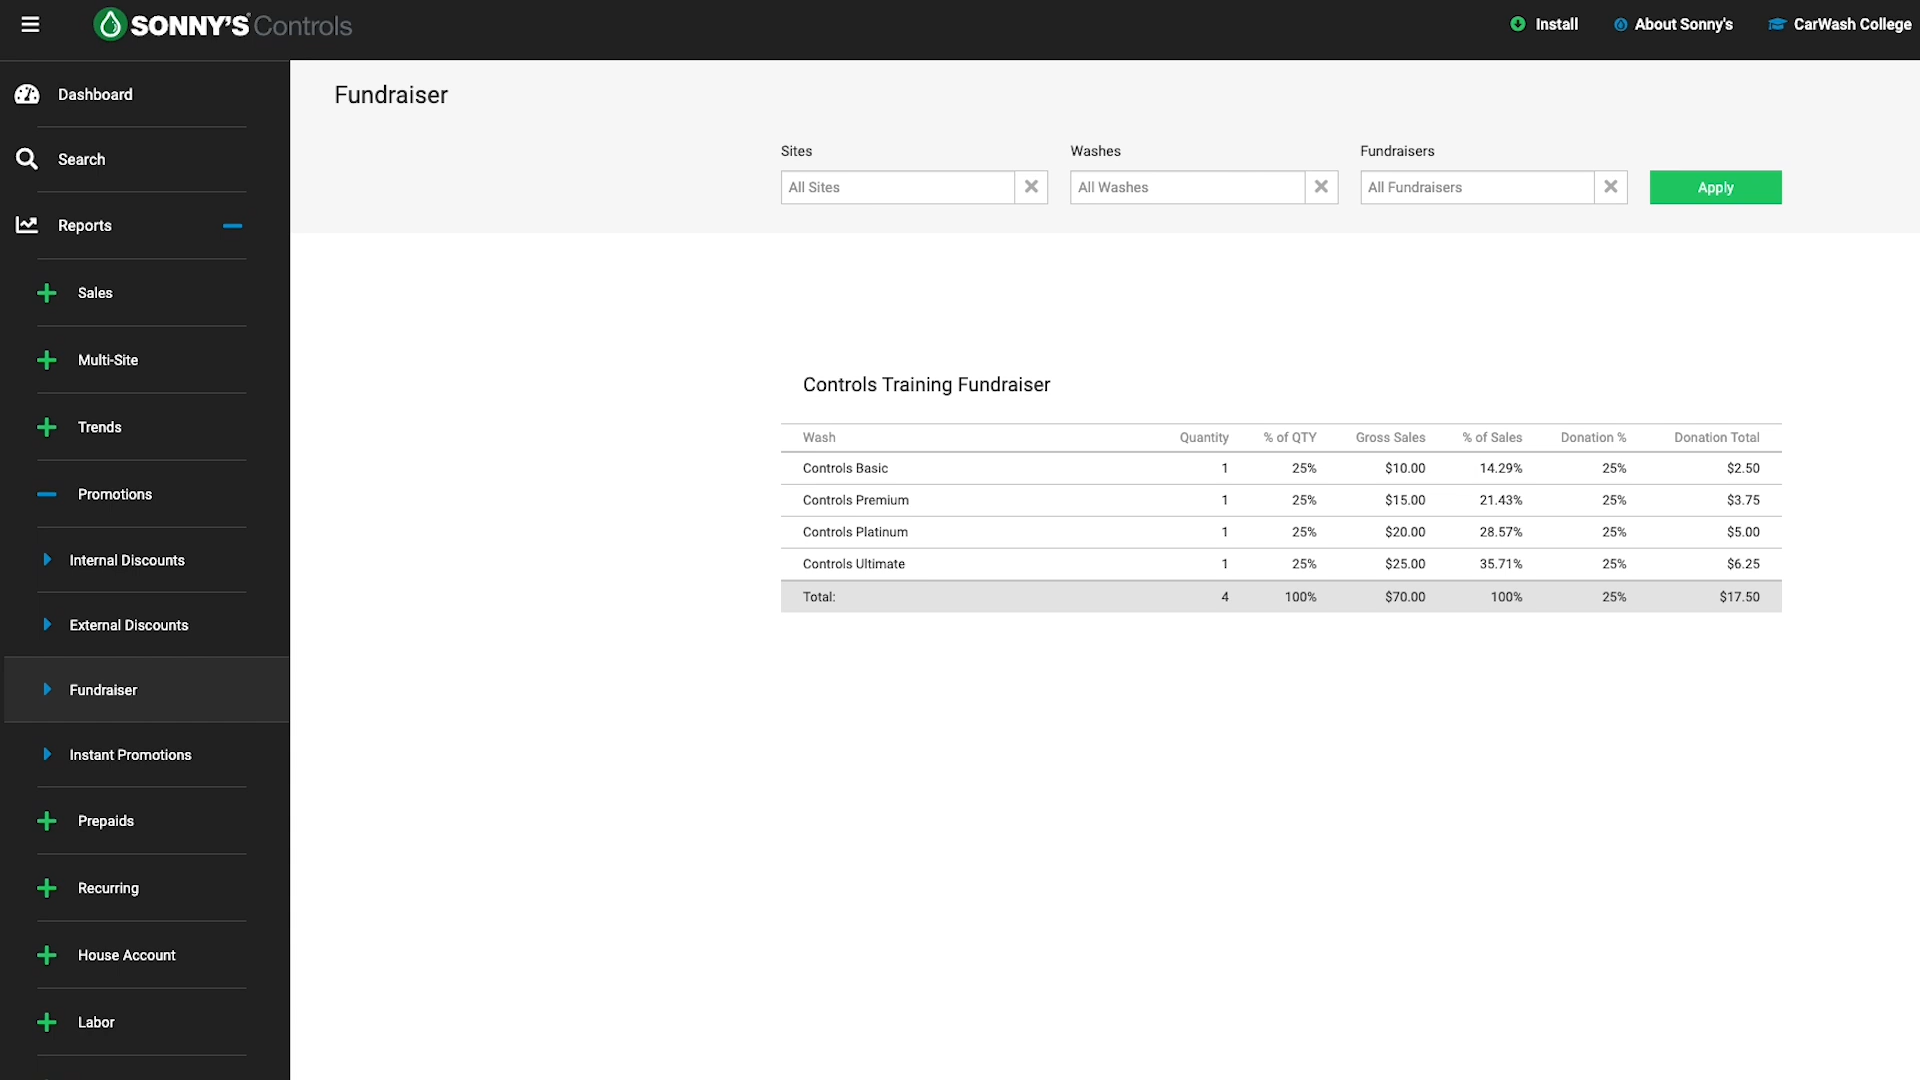 SONNY'S Controls
Install
About Sonny's
CarWash College
Dashboard
Search
Reports
Sales
Multi-Site
Trends
Promotions
Internal Discounts
External Discounts
Fundraiser
Instant Promotions
Prepaids
Recurring
House Account
Labor
Fundraiser
Sites Washes Fundraisers
All Sites All Washes All Fundraisers Apply
Controls Training Fundraiser
Wash Quantity % of QTY Gross Sales % of Sales Donation % Donation Total
Controls Basic 1 25% $10.00 14.29% 25% $2.50
Controls Premium 1 25% $15.00 21.43% 25% $3.75
Controls Platinum 1 25% $20.00 28.57% 25% $5.00
Controls Ultimate 1 25% $25.00 35.71% 25% $6.25
Total: 4 100% $70.00 100% 25% $17.50